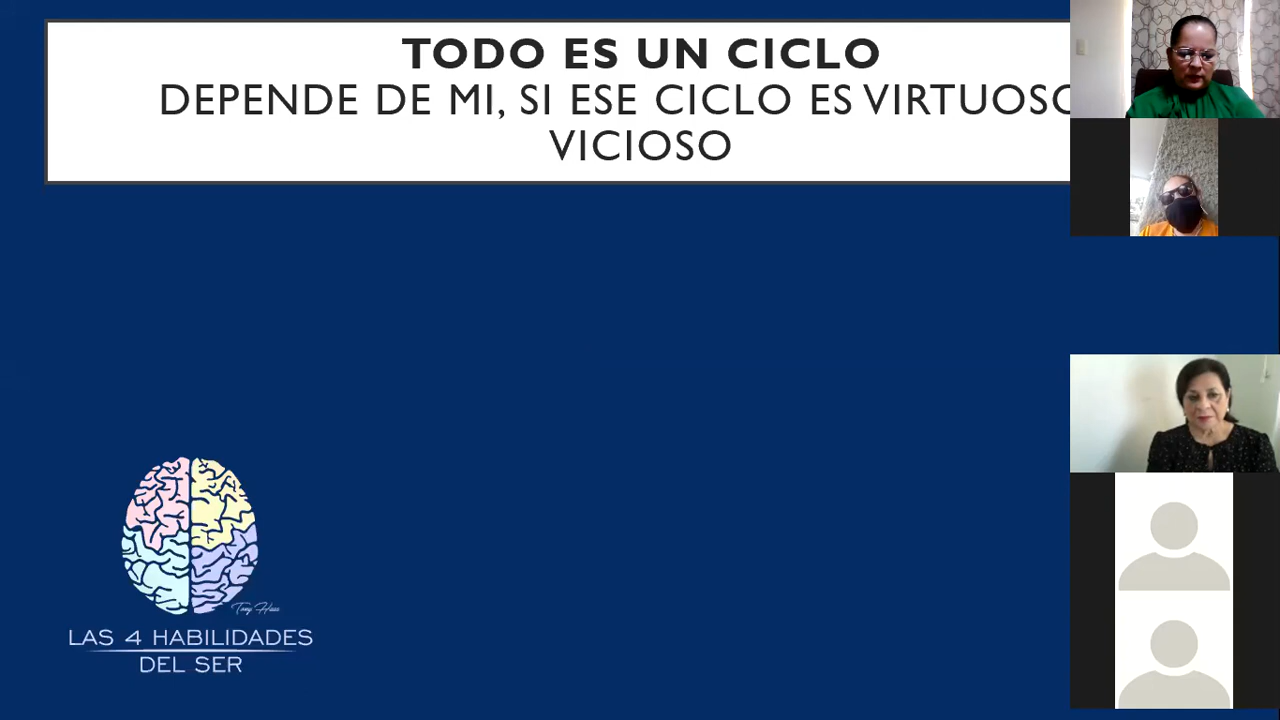 TODO ES UN CICLO
DEPENDE DE MI, SI ESE CICLO ES VIRTUOSO
VICIOSO
LAS 4 HABILIDADES
DEL SER